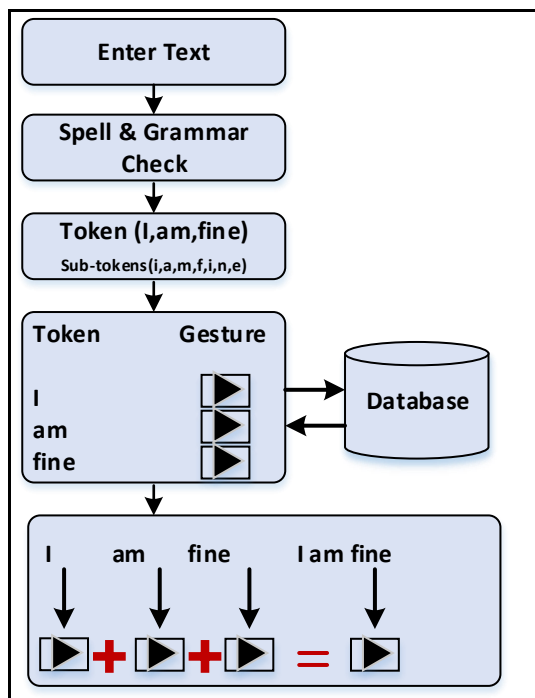 Enter Text
Spell & Grammar
Check
Token (I,am,fine)
Sub-tokens(i,a,m,f,i,n,e)
Token Gesture
I
am
fine
Database
I am fine I am fine
+ + =